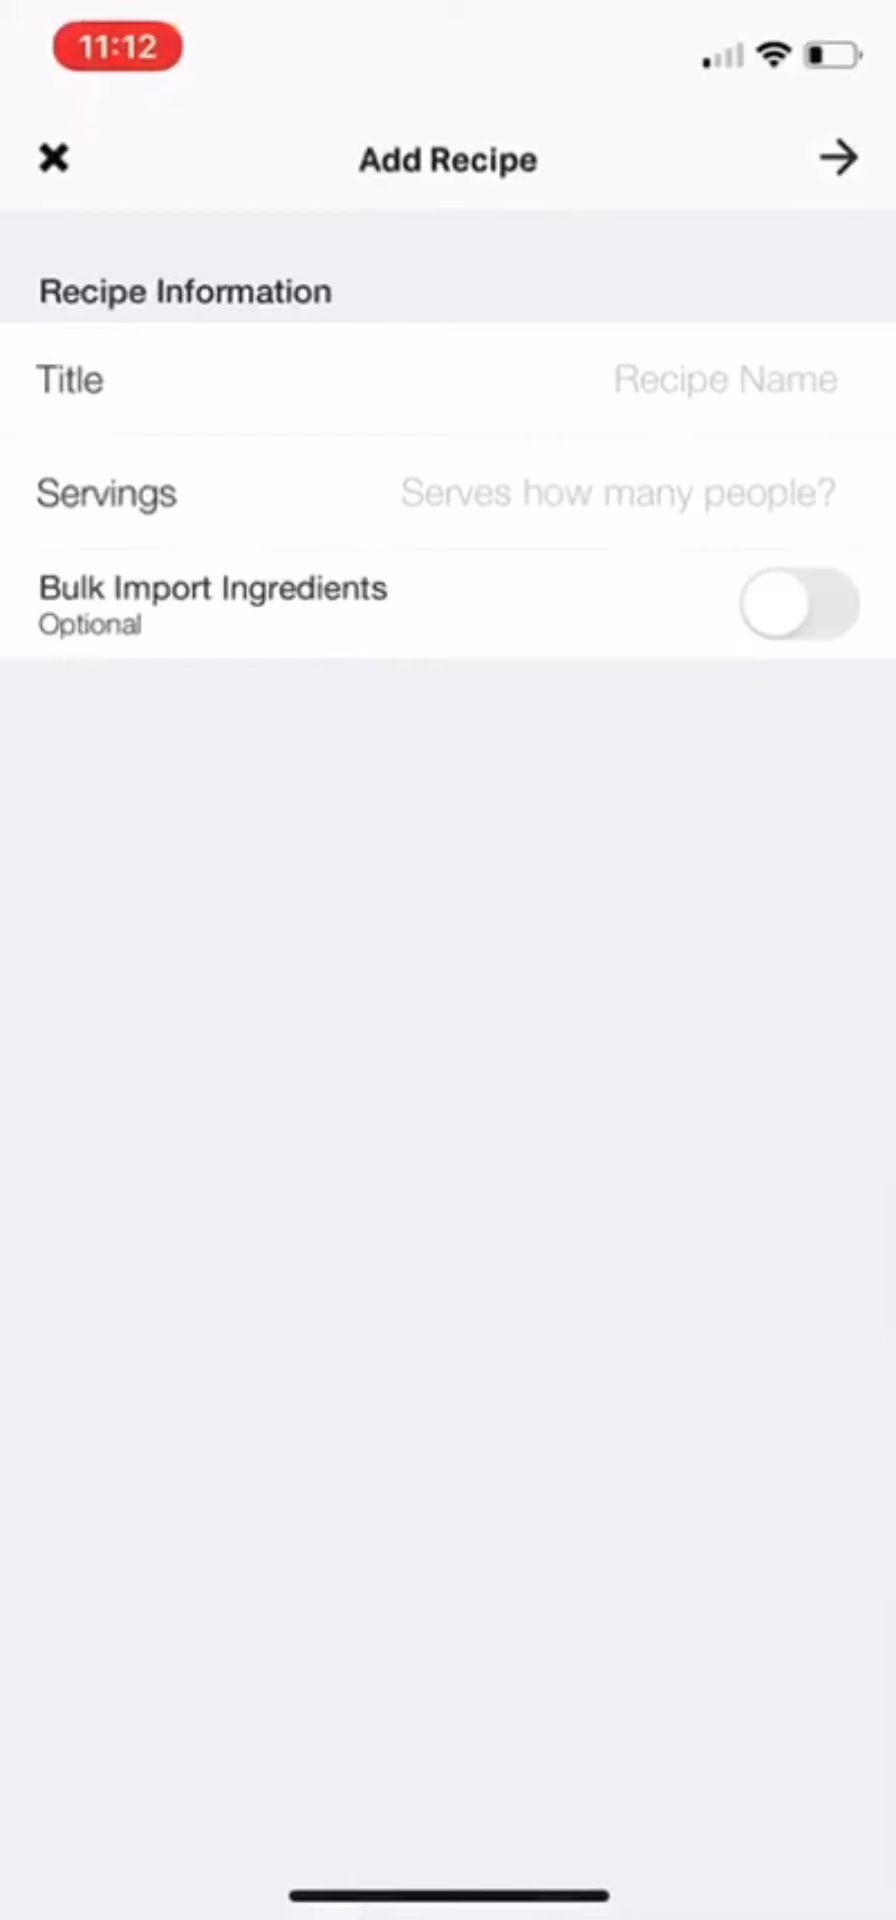 11:12
Add Recipe
Recipe Information
Title Recipe Name
Servings Serves how many people?
Bulk Import Ingredients
Optional